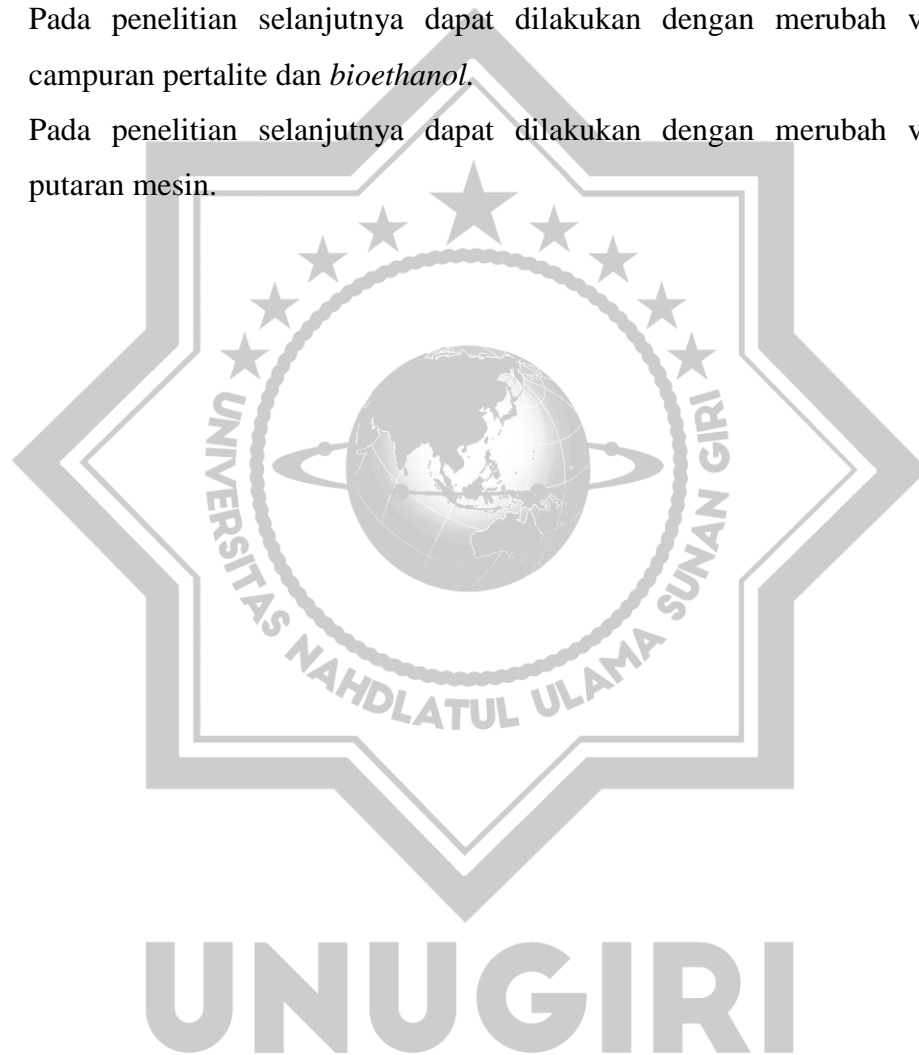 Pada penelitian selanjutnya dapat dilakukan dengan merubah
campuran pertalite dan bioethanol.
Pada penelitian selanjutnya dapat dilakukan dengan merubah
putaran mesin.
UNIVERSITAS NAHDLATUL ULAMA SUNAN GIRI
UNUGIRI